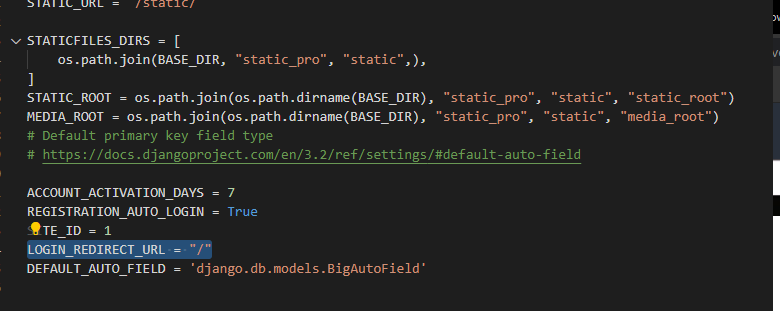 STATIC_URL = '/static/'
STATICFILES_DIRS = [
os.path.join(BASE_DIR, "static_pro", "static",),
]
STATIC_ROOT = os.path.join(os.path.dirname(BASE_DIR), "static_pro", "static", "static_root")
MEDIA_ROOT = os.path.join(os.path.dirname(BASE_DIR), "static_pro", "static", "media_root")
# Default primary key field type
# https://docs.djangoproject.com/en/3.2/ref/settings/#default-auto-field
ACCOUNT_ACTIVATION_DAYS = 7
REGISTRATION_AUTO_LOGIN = True
TE_ID = 1
LOGIN_REDIRECT_URL = "/"
DEFAULT_AUTO_FIELD = 'django.db.models.BigAutoField'